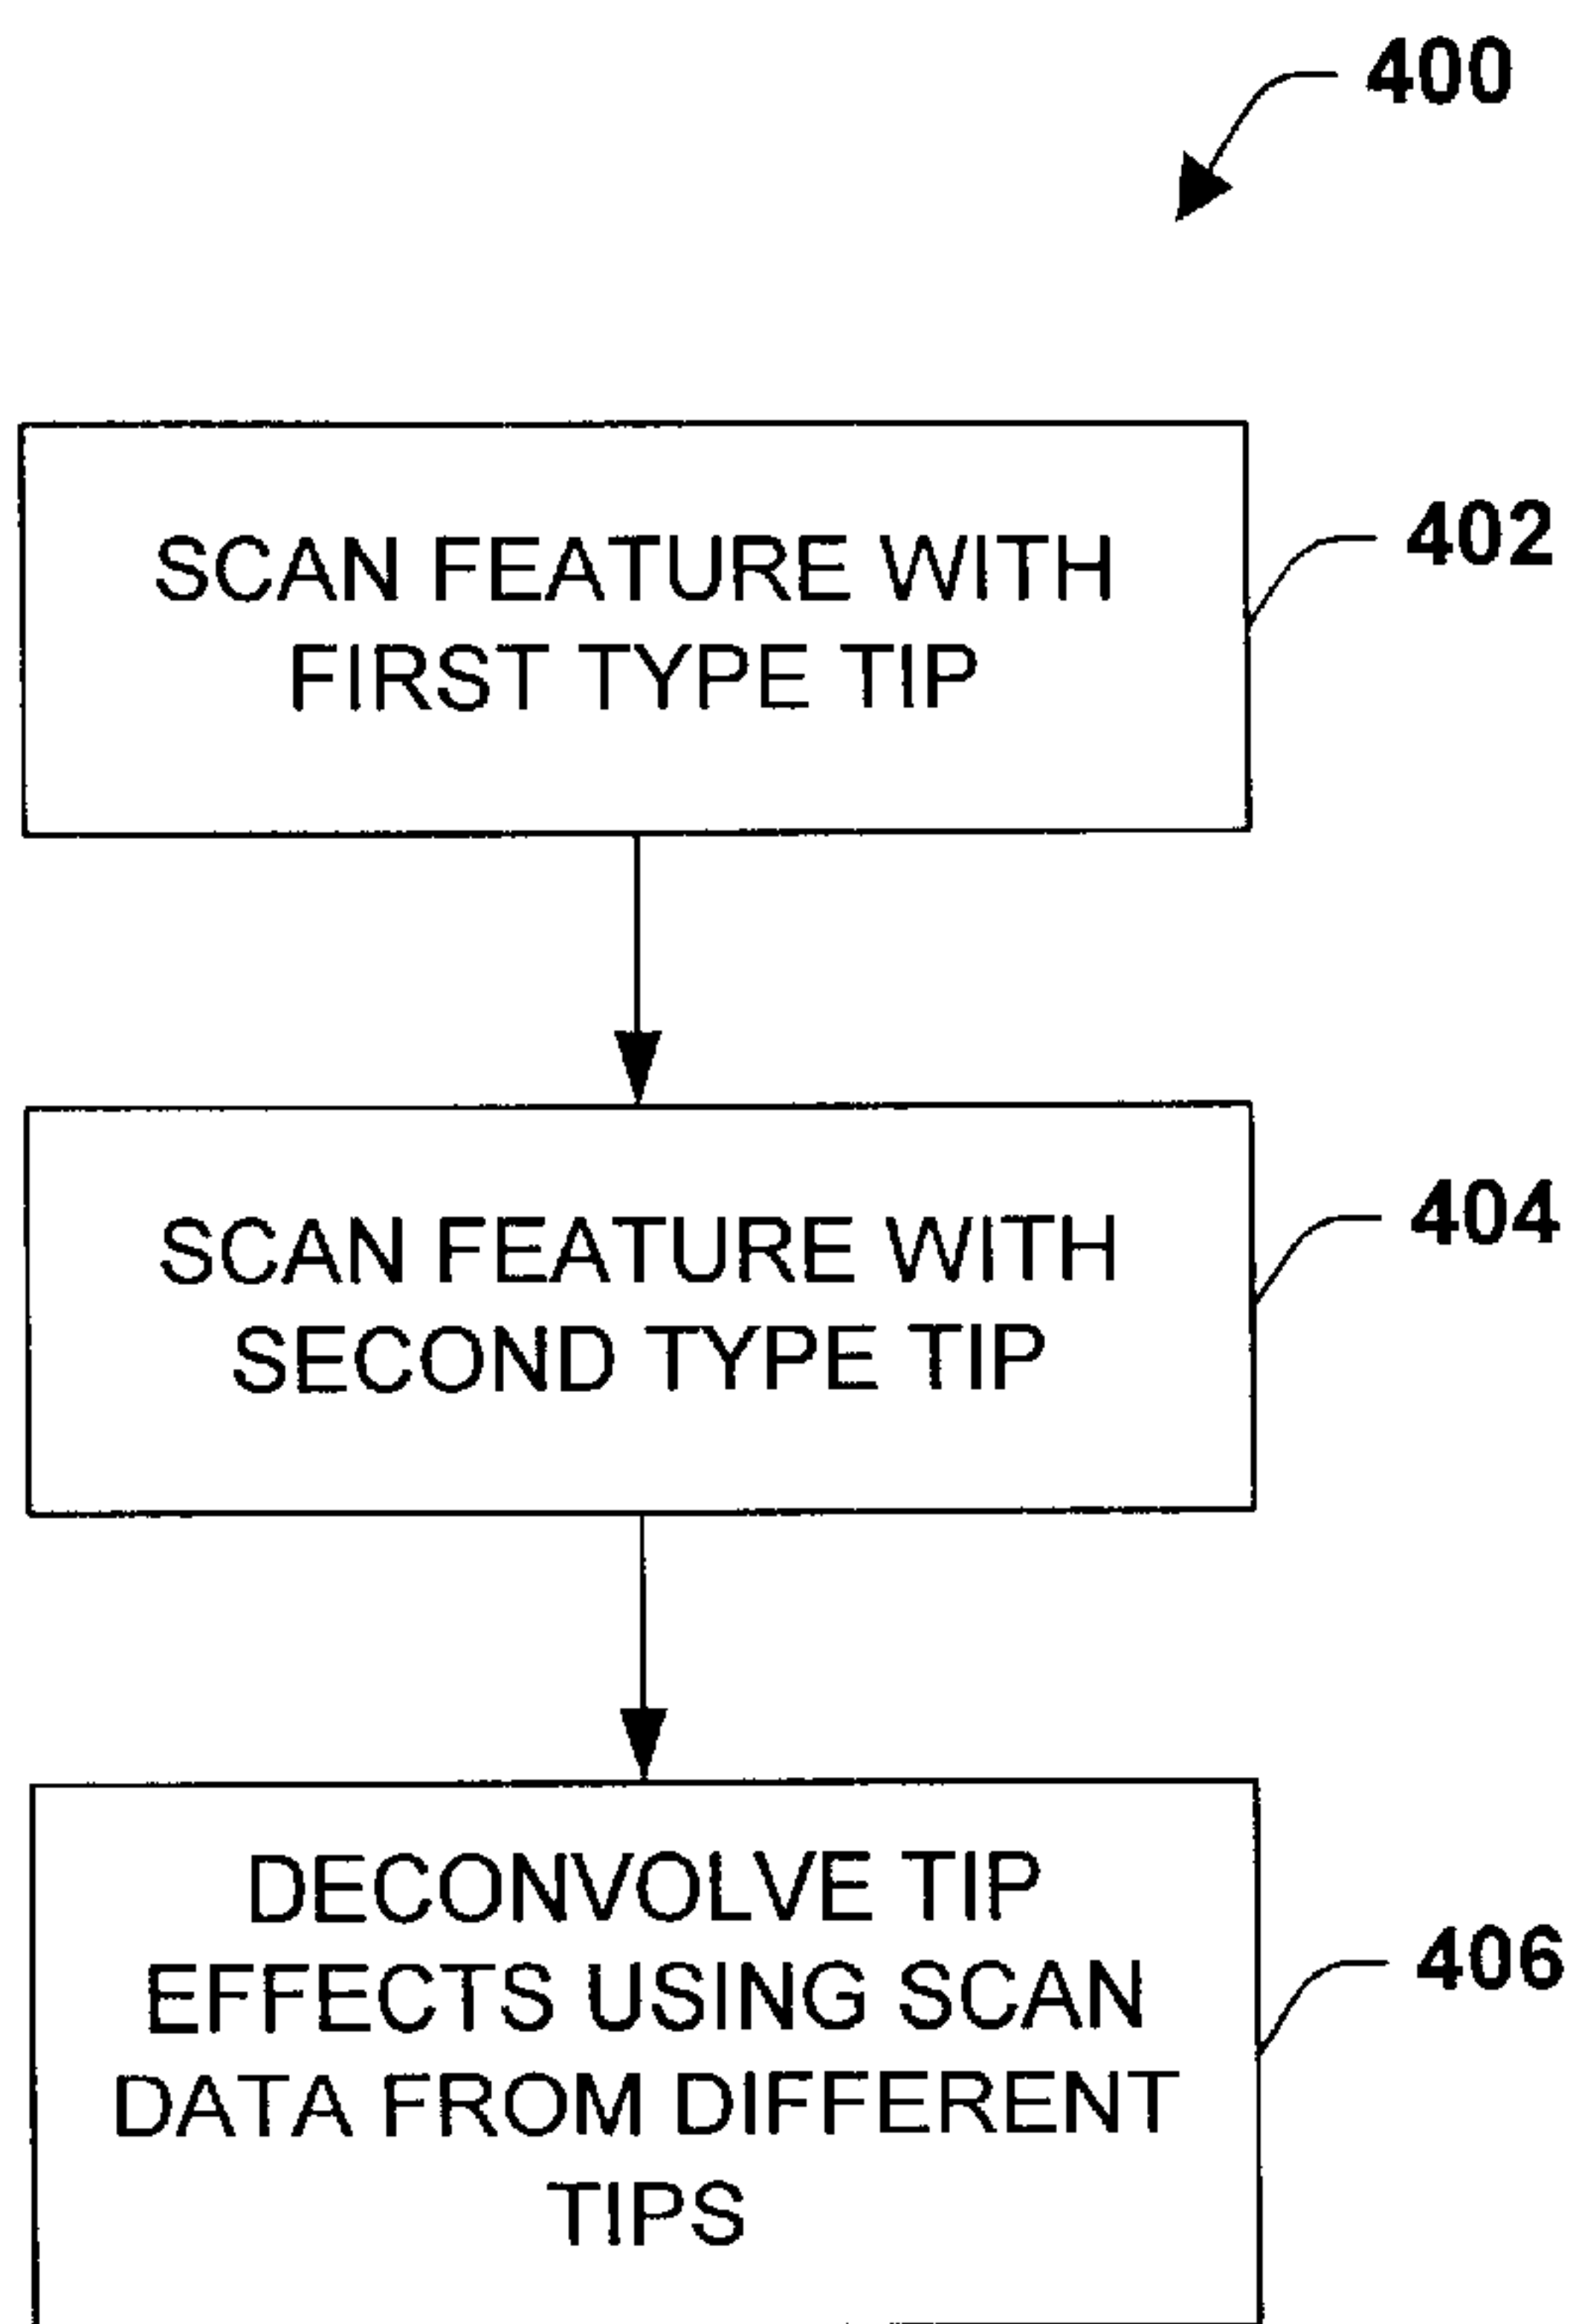 400
SCAN FEATURE WITH
FIRST TYPE TIP
402
SCAN FEATURE WITH
SECOND TYPE TIP
404
DECONVOLVE TIP
EFFECTS USING SCAN
DATA FROM DIFFERENT
TIPS
406